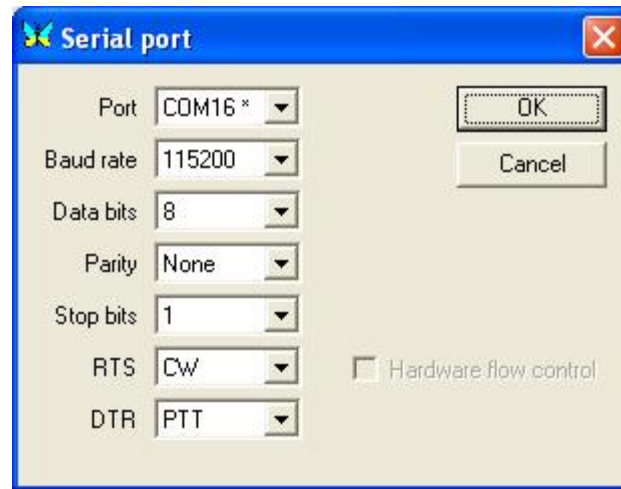 Serial port
Port COM16 *
OK
Baud rate 115200
Cancel
Data bits 8
Parity None
Stop bits 1
RTS CW
Hardware flow control
DTR PTT